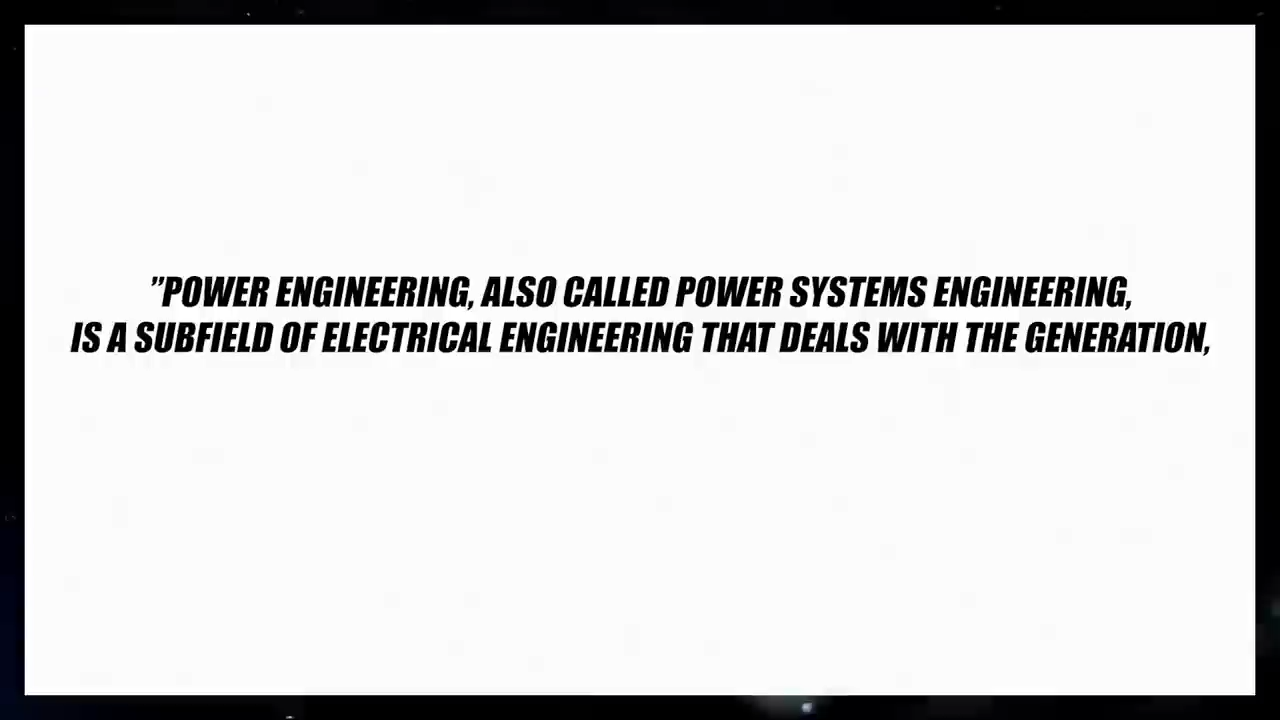 ”POWER ENGINEERING, ALSO CALLED POWER SYSTEMS ENGINEERING,
IS A SUBFIELD OF ELECTRICAL ENGINEERING THAT DEALS WITH THE GENERATION,